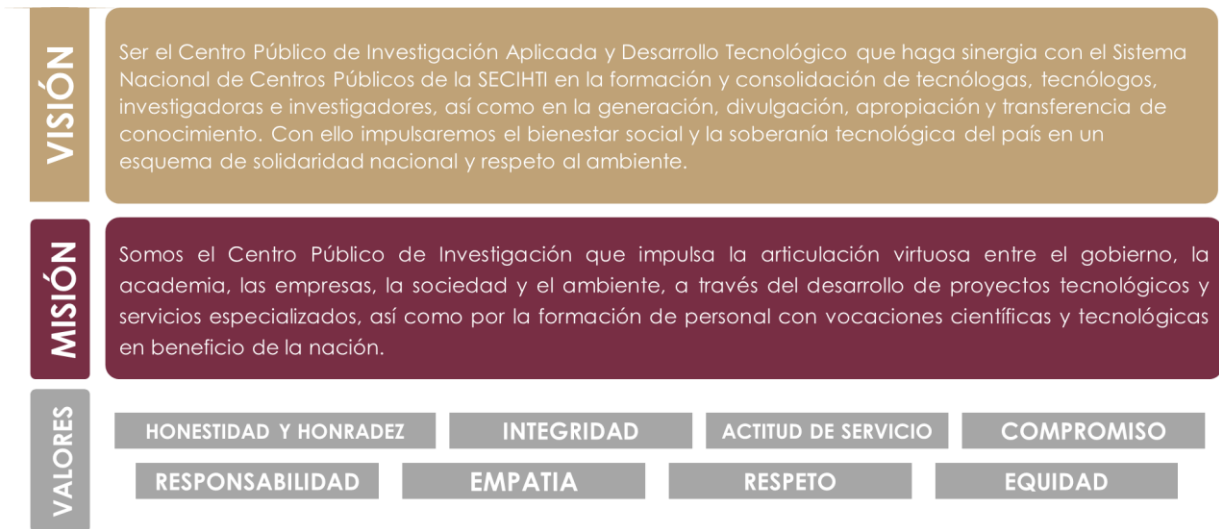 VISIÓN
Ser el Centro Público de Investigación Aplicada y Desarrollo Tecnológico que haga sinergia con el Sistema
Nacional de Centros Públicos de la SECIHTI en la formación y consolidación de tecnólogas, tecnólogos,
investigadoras e investigadores, así como en la generación, divulgación, apropiación y transferencia de
conocimiento. Con ello impulsaremos el bienestar social y la soberanía tecnológica del país en un
esquema de solidaridad nacional y respeto al ambiente.
MISIÓN
Somos el Centro Público de Investigación que impulsa la articulación virtuosa entre el gobierno, la
academia, las empresas, la sociedad y el ambiente, a través del desarrollo de proyectos tecnológicos y
servicios especializados, así como por la formación de personal con vocaciones científicas y tecnológicas
en beneficio de la nación.
VALORES
HONESTIDAD Y HONRADEZ
INTEGRIDAD
ACTITUD DE SERVICIO
COMPROMISO
RESPONSABILIDAD
EMPATIA
RESPETO
EQUIDAD